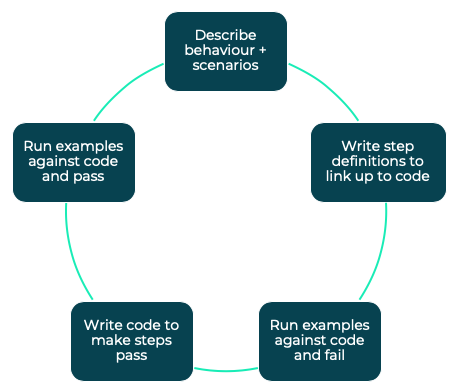 Describe
behaviour +
scenarios
Write step
definitions to
link up to code
Run examples
against code
and fail
Write code to
make steps
pass
Run examples
against code
and pass